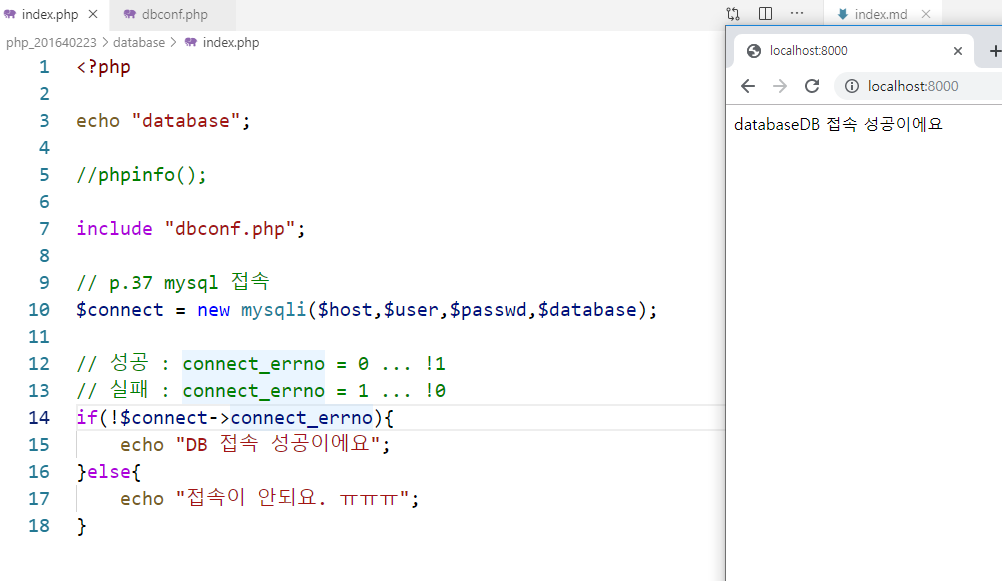 index.php
dbconf.php
index.md
php_201640223 > database > index.php
1 <?php
2
3 echo "database";
4
5 //phpinfo();
6
7 include "dbconf.php";
8
9 // p.37 mysql 접속
10 $connect = new mysqli($host,$user,$passwd,$database);
11
12 // 성공 : connect_errno = 0 ... !1
13 // 실패 : connect_errno = 1 ... !0
14 if(!$connect->connect_errno){
15 echo "DB 접속 성공이에요";
16 }else{
17 echo "접속이 안되요. ㅠㅠㅠ";
18 }
localhost:8000
localhost:8000
databaseDB 접속 성공이에요